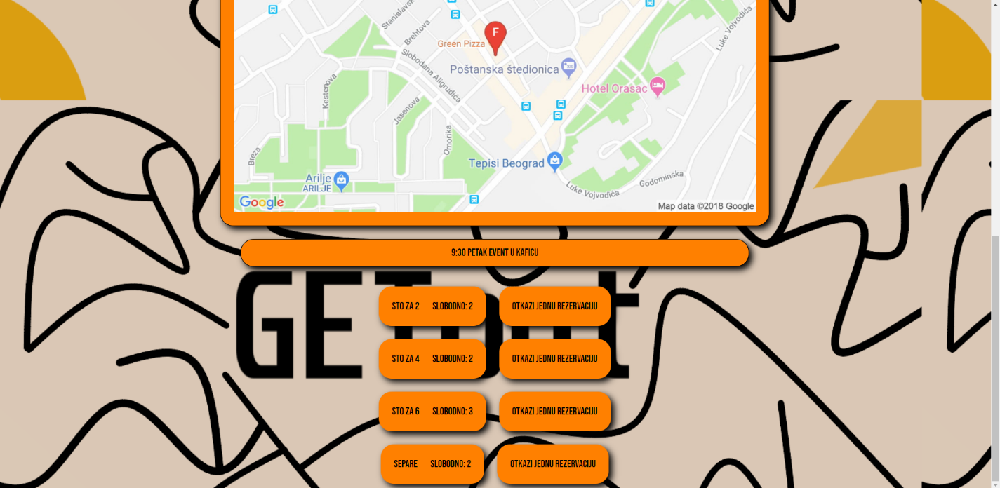 Stanislavsk
Brehtova
Luke Vojvodića
F
Green Pizza
Slobodana Aligrudića
Poštanska štedionica
Hotel Orasac
Kestenova
Jasenova
Omorika
Breza
Tepisi Beograd
Arilje
ARILJE
Luke Vojvodića
Godominska
Google
Map data ©2018 Google
9:30 PETAK EVENT U KAFICU
GET Out
STO ZA 2 SLOBODNO: 2 OTKAZI JEDNU REZERVACIJU
STO ZA 4 SLOBODNO: 2 OTKAZI JEDNU REZERVACIJU
STO ZA 6 SLOBODNO: 3 OTKAZI JEDNU REZERVACIJU
SEPARE SLOBODNO: 2 OTKAZI JEDNU REZERVACIJU